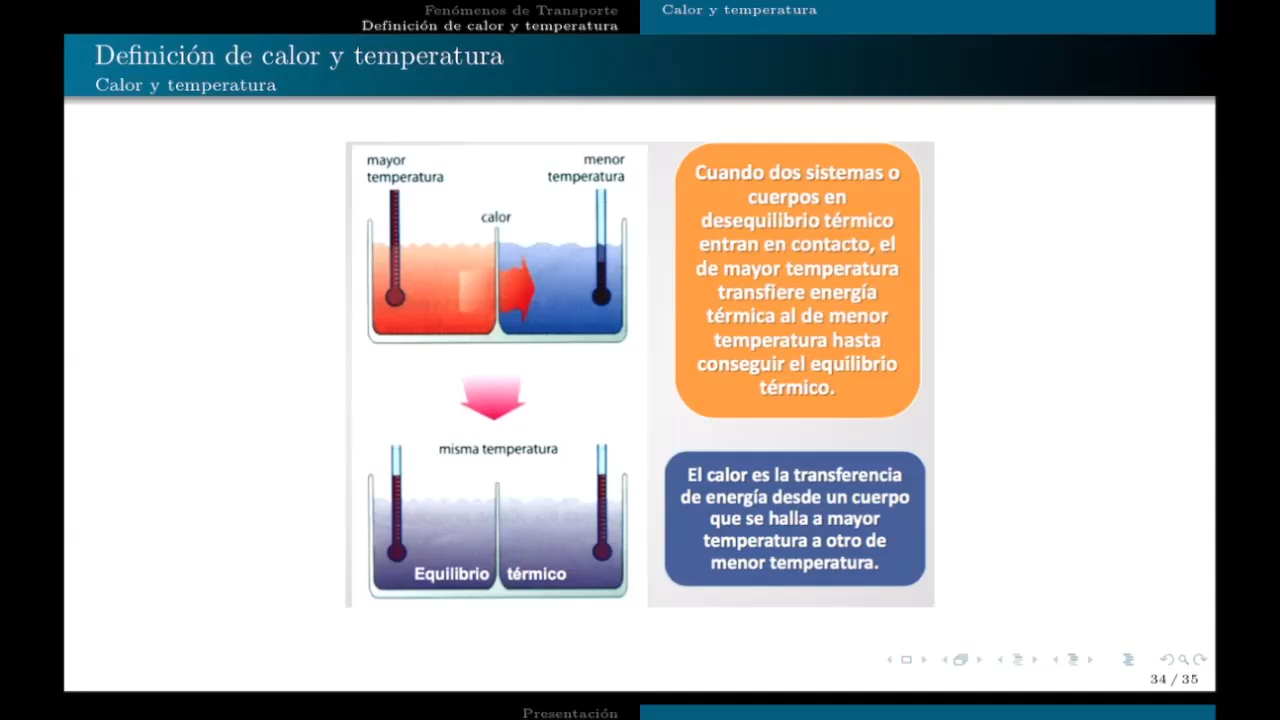 Fenómenos de Transporte
Definición de calor y temperatura
Calor y temperatura
Definición de calor y temperatura
Calor y temperatura
mayor
temperatura
menor
temperatura
calor
misma temperatura
Equilibrio térmico
Cuando dos sistemas o
cuerpos en
desequilibrio térmico
entran en contacto, el
de mayor temperatura
transfiere energía
térmica al de menor
temperatura hasta
conseguir el equilibrio
térmico.
El calor es la transferencia
de energía desde un cuerpo
que se halla a mayor
temperatura a otro de
menor temperatura.
34 / 35
Presentación